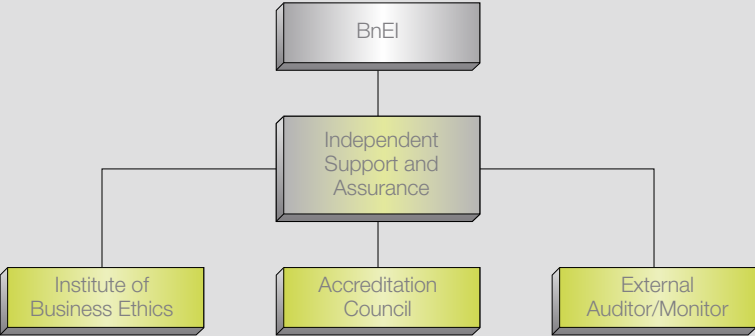 BnEI
Independent
Support and
Assurance
Institute of
Business Ethics
Accreditation
Council
External
Auditor/Monitor